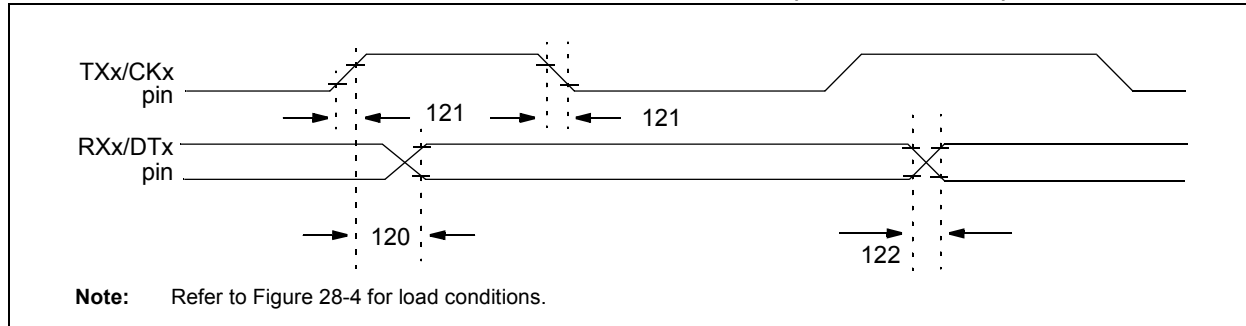 TXx/CKx
pin
121
121
RXx/DTx
pin
120
122
Note: Refer to Figure 28-4 for load conditions.